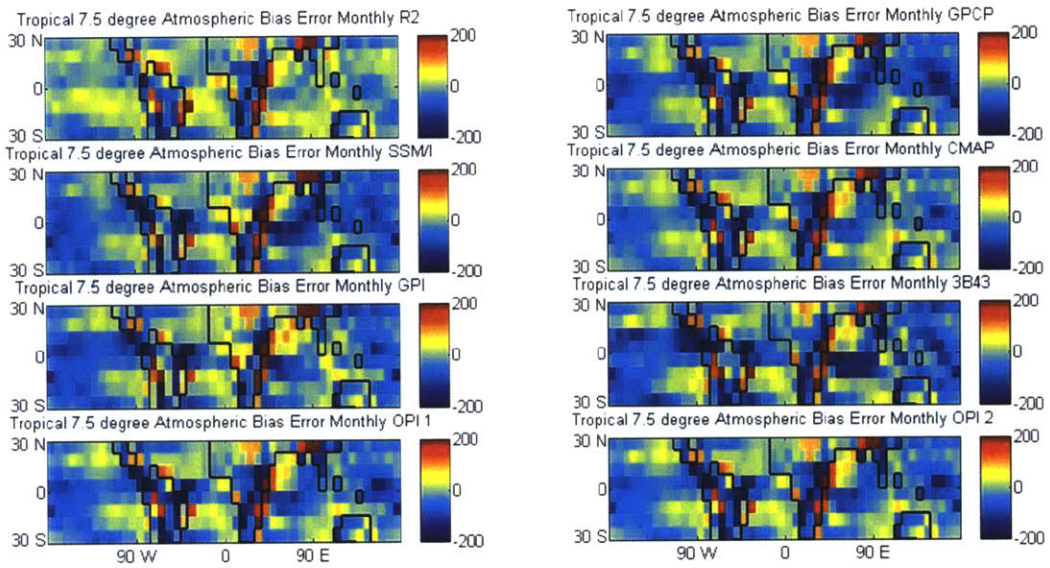 Tropical 7.5 degree Atmospheric Bias Error Monthly R2
30 N
0
30 S
200
0
-200
Tropical 7.5 degree Atmospheric Bias Error Monthly SSM/I
30 N
0
30 S
200
0
-200
Tropical 7.5 degree Atmospheric Bias Error Monthly GPI
30 N
0
30 S
200
0
-200
Tropical 7.5 degree Atmospheric Bias Error Monthly OPI 1
30 N
0
30 S
90 W 0 90 E
200
0
-200
Tropical 7.5 degree Atmospheric Bias Error Monthly GPCP
30 N
0
30 S
200
0
-200
Tropical 7.5 degree Atmospheric Bias Error Monthly CMAP
30 N
0
30 S
200
0
-200
Tropical 7.5 degree Atmospheric Bias Error Monthly 3B43
30 N
0
30 S
200
0
-200
Tropical 7.5 degree Atmospheric Bias Error Monthly OPI 2
30 N
0
30 S
90 W 0 90 E
200
0
-200